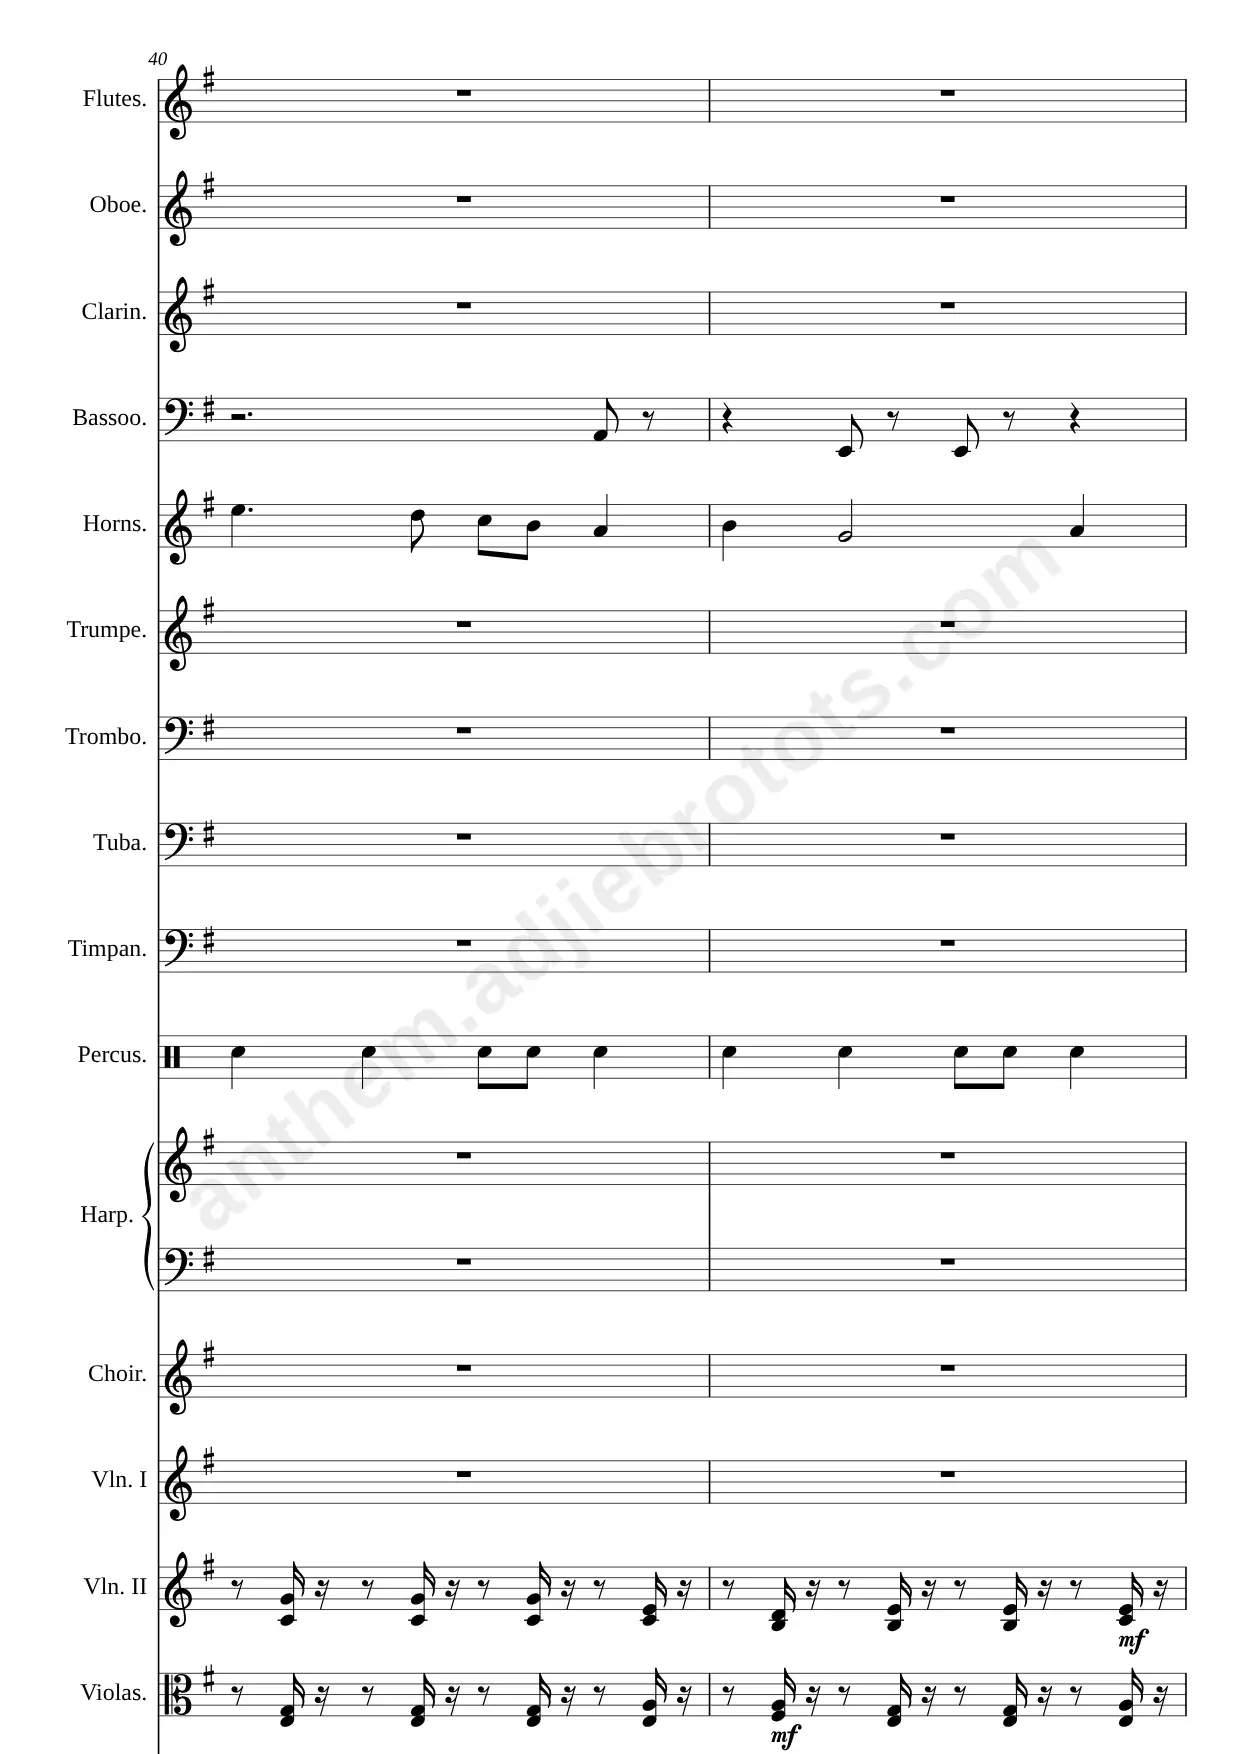 40
Flutes.
Oboe.
Clarin.
Bassoo.
Horns.
Trumpe.
Trombo.
Tuba.
Timpan.
Percus.
Harp.
Choir.
Vln. I
Vln. II
mf
Violas.
mf
anthem.adjiebrotots.com